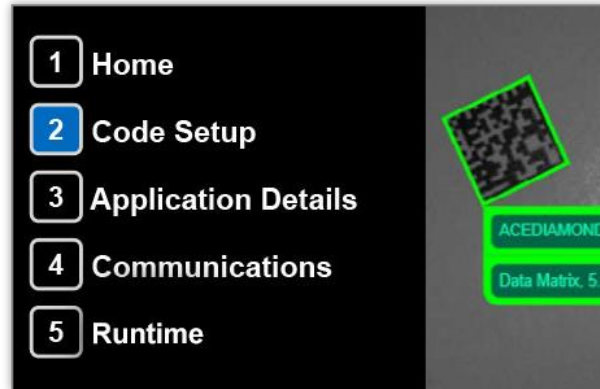 1 Home
2 Code Setup
3 Application Details
4 Communications
5 Runtime
ACEDIAMOND
Data Matrix, 5.